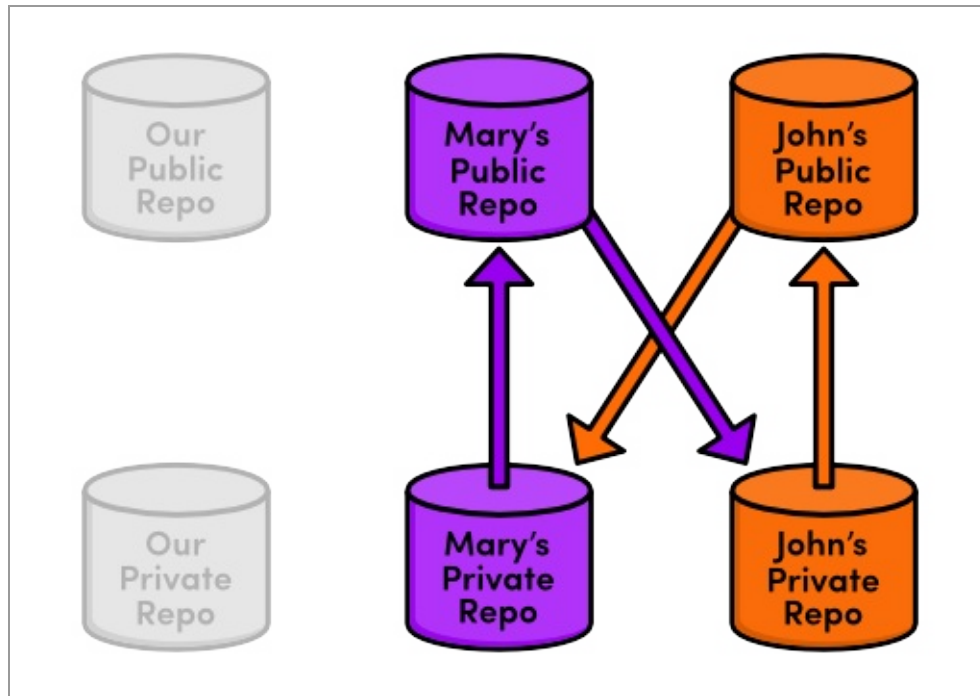 Our
Public
Repo
Mary's
Public
Repo
John's
Public
Repo
Our
Private
Repo
Mary's
Private
Repo
John's
Private
Repo